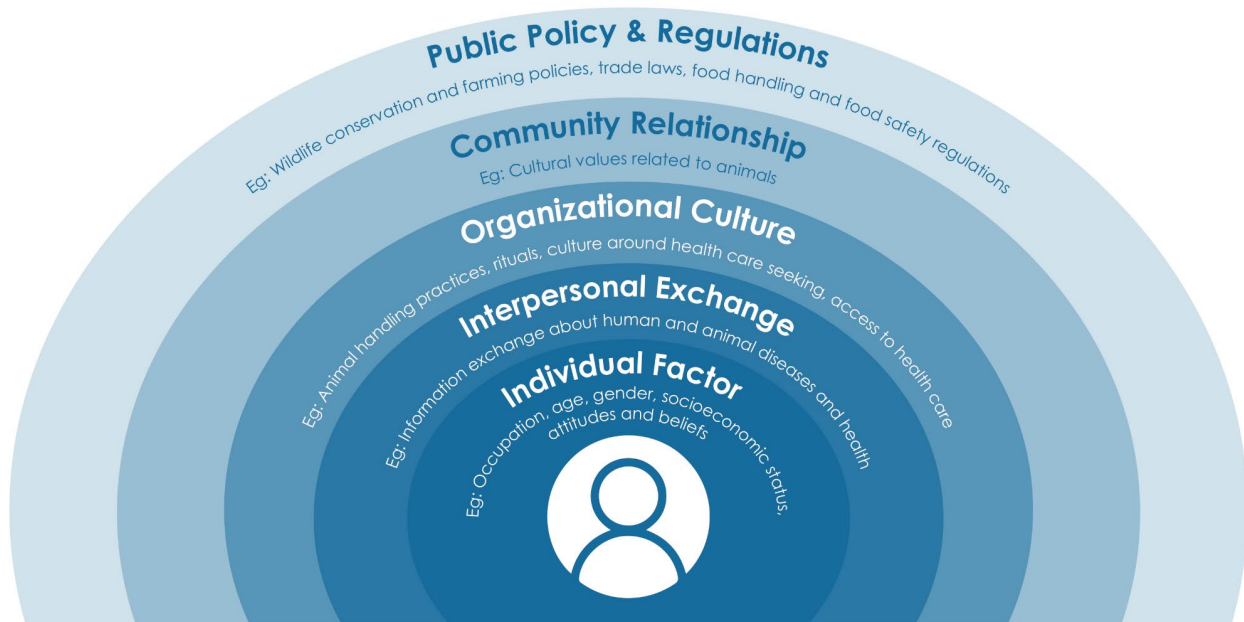 Public Policy & Regulations
Eg: Wildlife conservation and farming policies, trade laws, food handling and food safety regulations
Community Relationship
Eg: Cultural values related to animals
Organizational Culture
Eg: Animal handling practices, rituals, culture around health care seeking, access to health care
Interpersonal Exchange
Eg: Information exchange about human and animal diseases and health
Individual Factor
Eg: Occupation, age, gender, socioeconomic status,
attitudes and beliefs